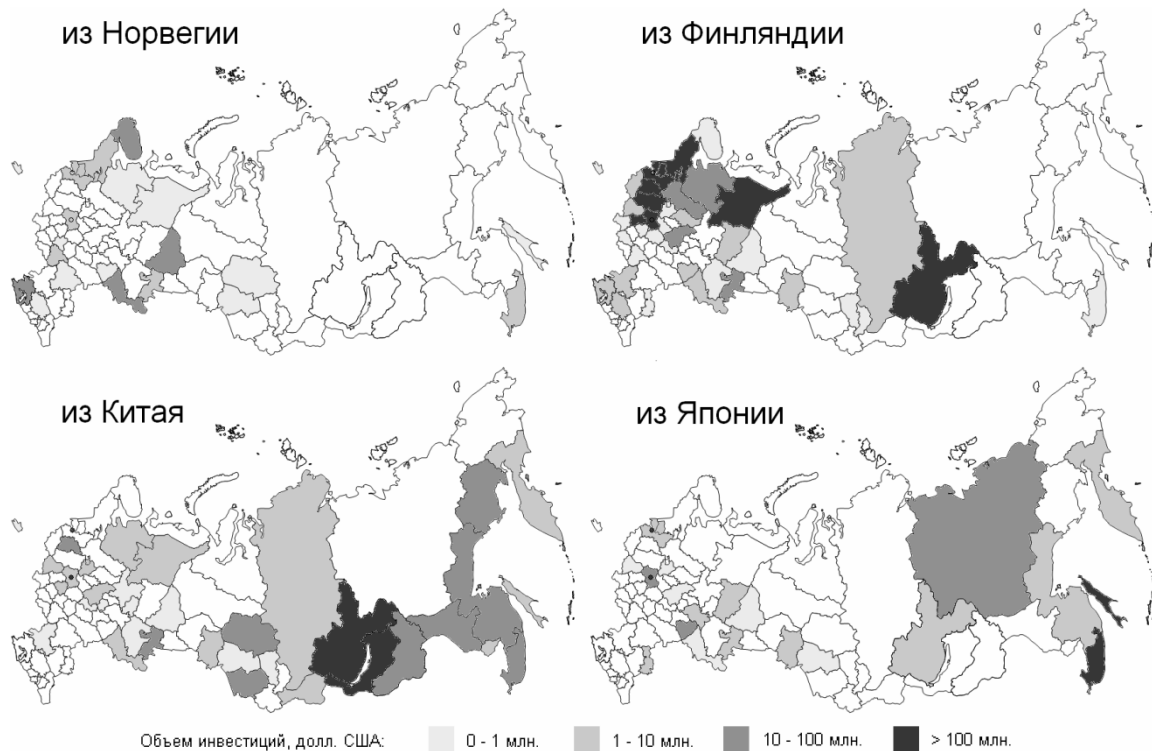 из Норвегии
из Финляндии
из Китая
из Японии
Объем инвестиций, долл. США: 0 - 1 млн. 1 - 10 млн. 10 - 100 млн. > 100 млн.